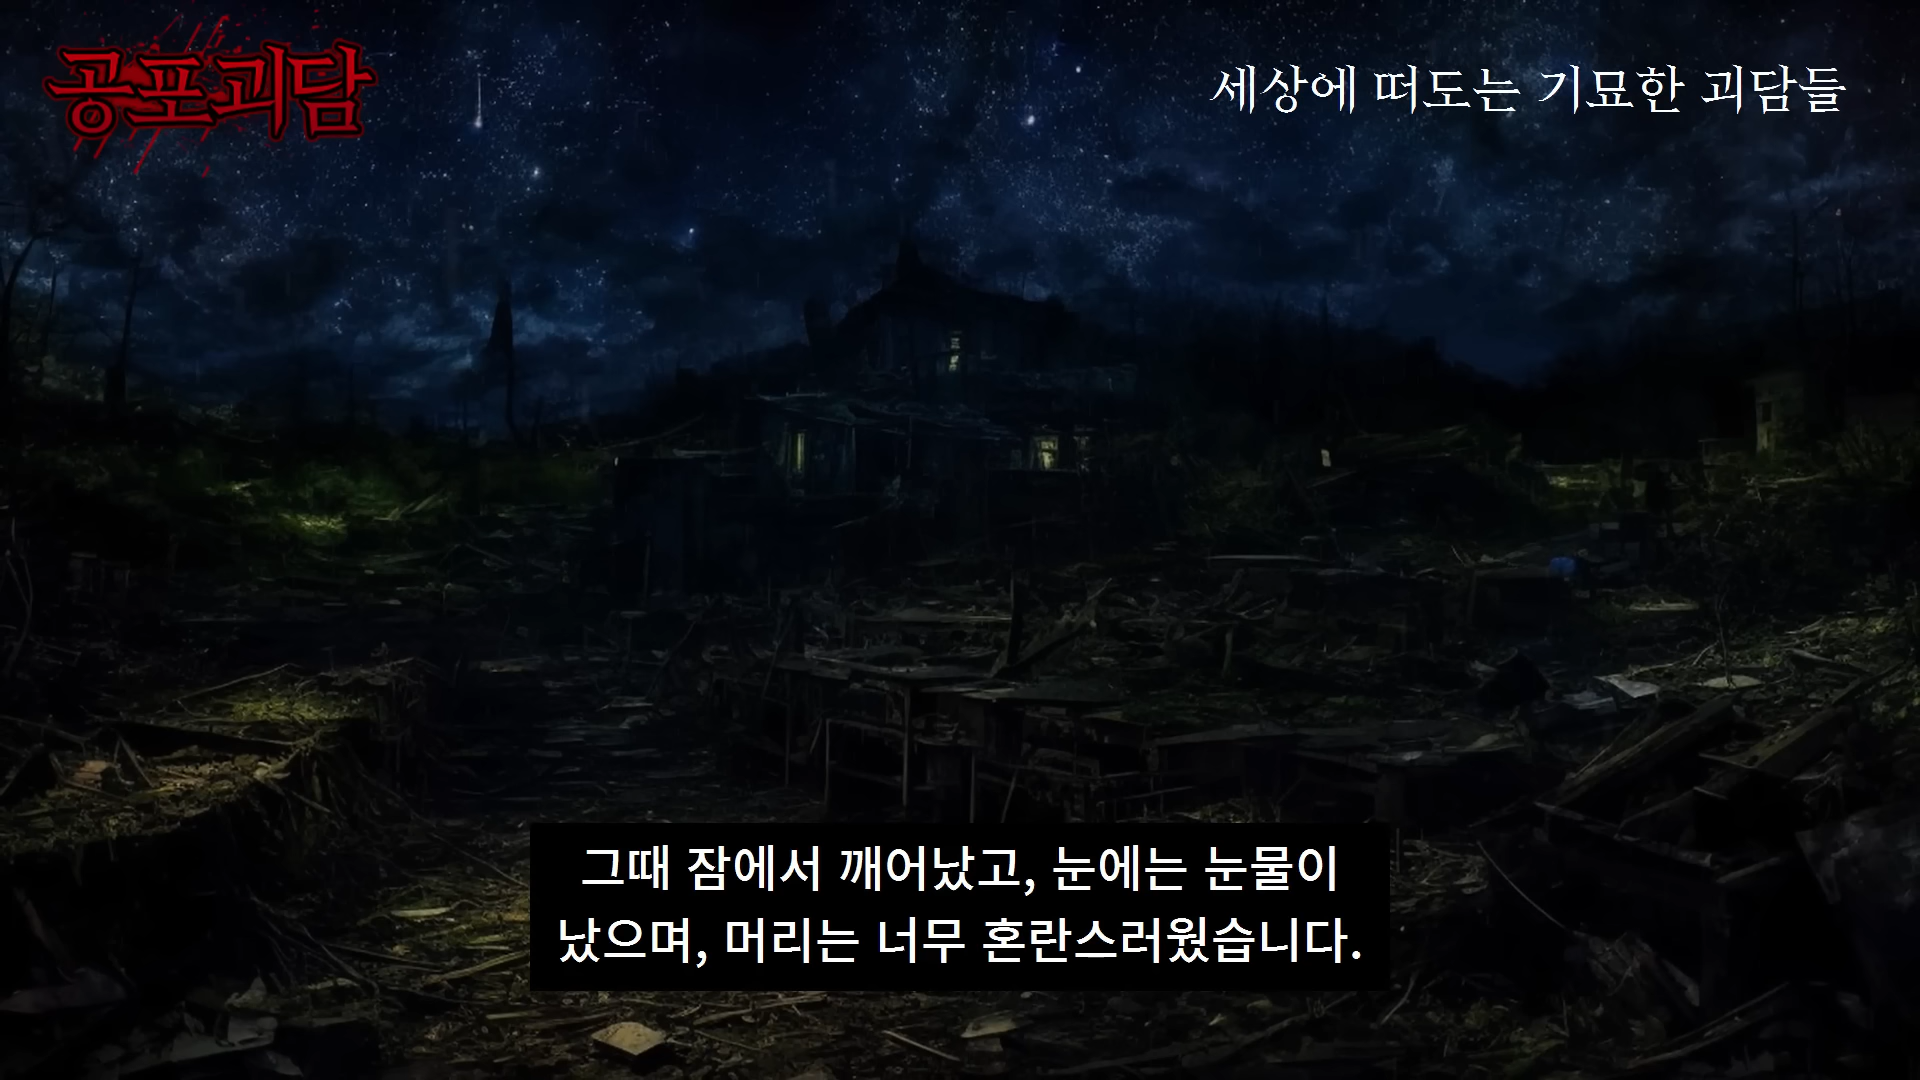 공포괴담
세상에 떠도는 기묘한 괴담들
그때 잠에서 깨어났고, 눈에는 눈물이
났으며, 머리는 너무 혼란스러웠습니다.